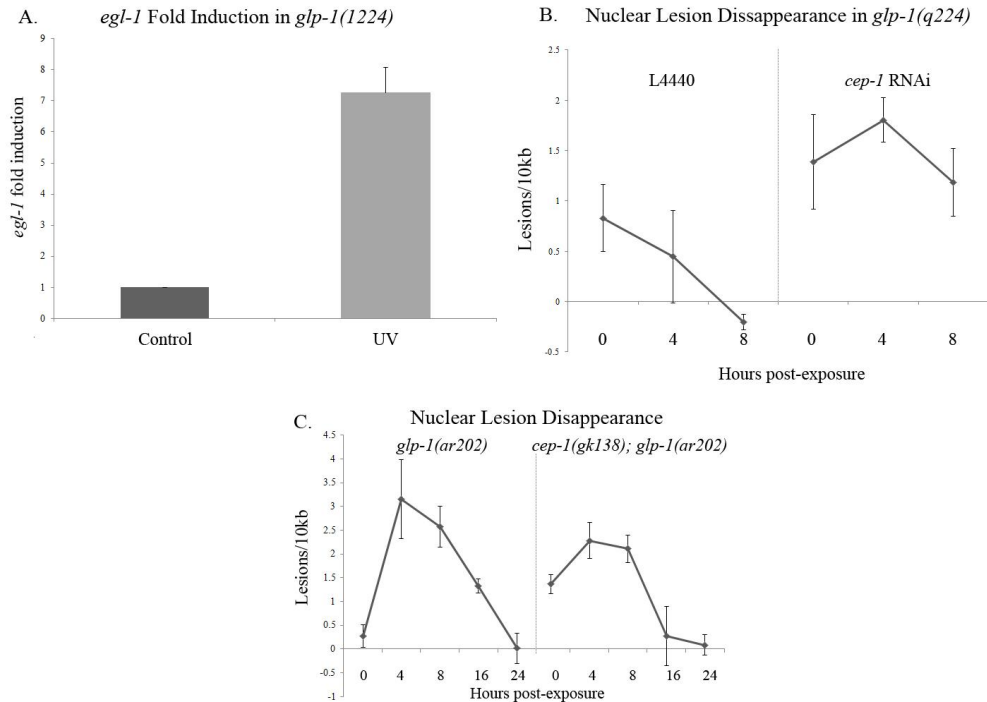 A.
egl-1 Fold Induction in glp-1(1224)
egl-1 fold induction
9
8
7
6
5
4
3
2
1
0
Control
UV
B.
Nuclear Lesion Dissappearance in glp-1(q224)
L4440
cep-1 RNAi
Lesions/10kb
2.5
2
1.5
1
0.5
0
-0.5
0
4
8
0
4
8
Hours post-exposure
C.
Nuclear Lesion Disappearance
glp-1(ar202)
cep-1(gk138); glp-1(ar202)
Lesions/10kb
4.5
4
3.5
3
2.5
2
1.5
1
0.5
0
-0.5
-1
0
4
8
16
24
0
4
8
16
24
Hours post-exposure